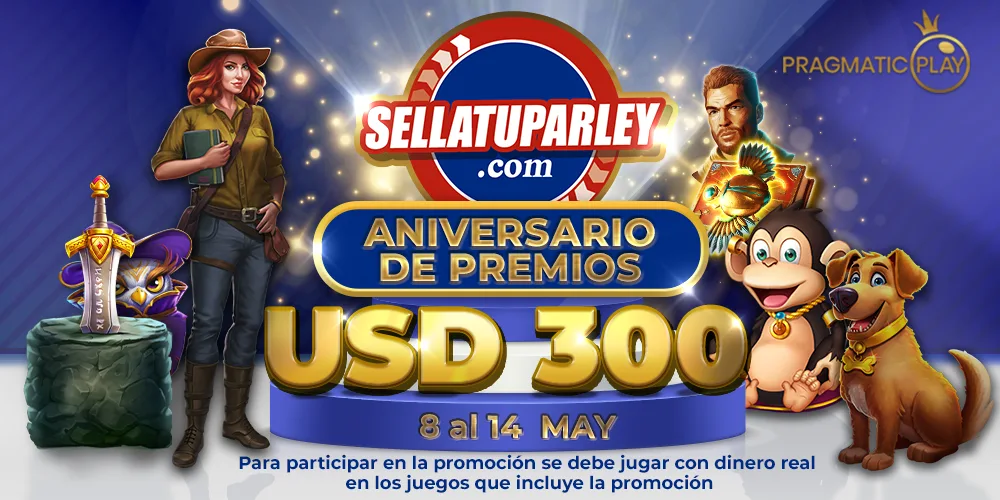 SELLATUPARLEY
.com
PRAGMATIC PLAY
ANIVERSARIO
DE PREMIOS
USD 300
8 al 14 MAY
Para participar en la promoción se debe jugar con dinero real
en los juegos que incluye la promoción